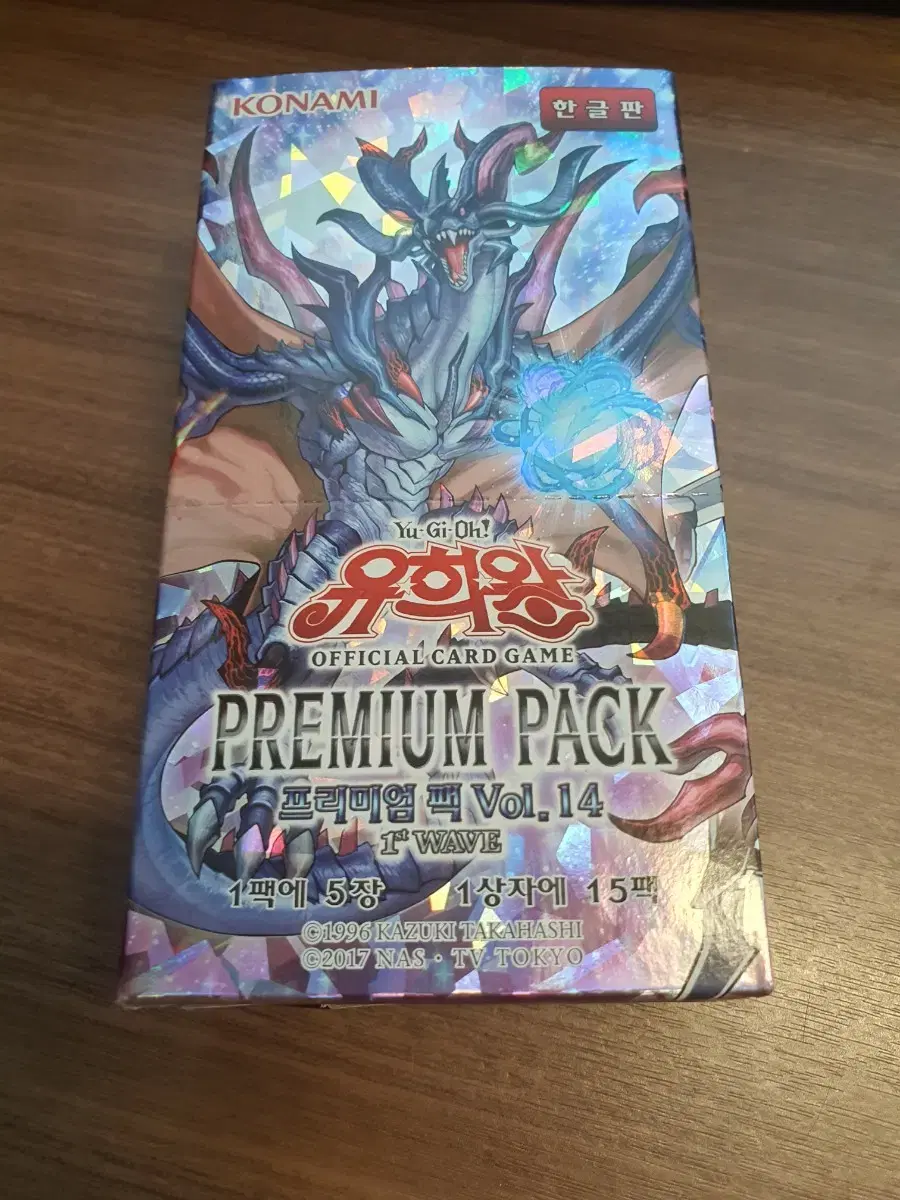 KONAMI
한글판
Yu-Gi-Oh!
유희왕
OFFICIAL CARD GAME
PREMIUM PACK
프리미엄 팩 Vol.14
1st WAVE
1팩에 5장 1상자에 15팩
©1996 KAZUKI TAKAHASHI
©2017 NAS・TV TOKYO